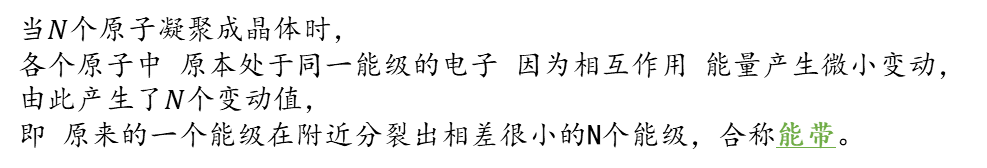 当N个原子凝聚成晶体时，
各个原子中 原本处于同一能级的电子 因为相互作用 能量产生微小变动，
由此产生了N个变动值，
即 原来的一个能级在附近分裂出相差很小的N个能级，合称能带。